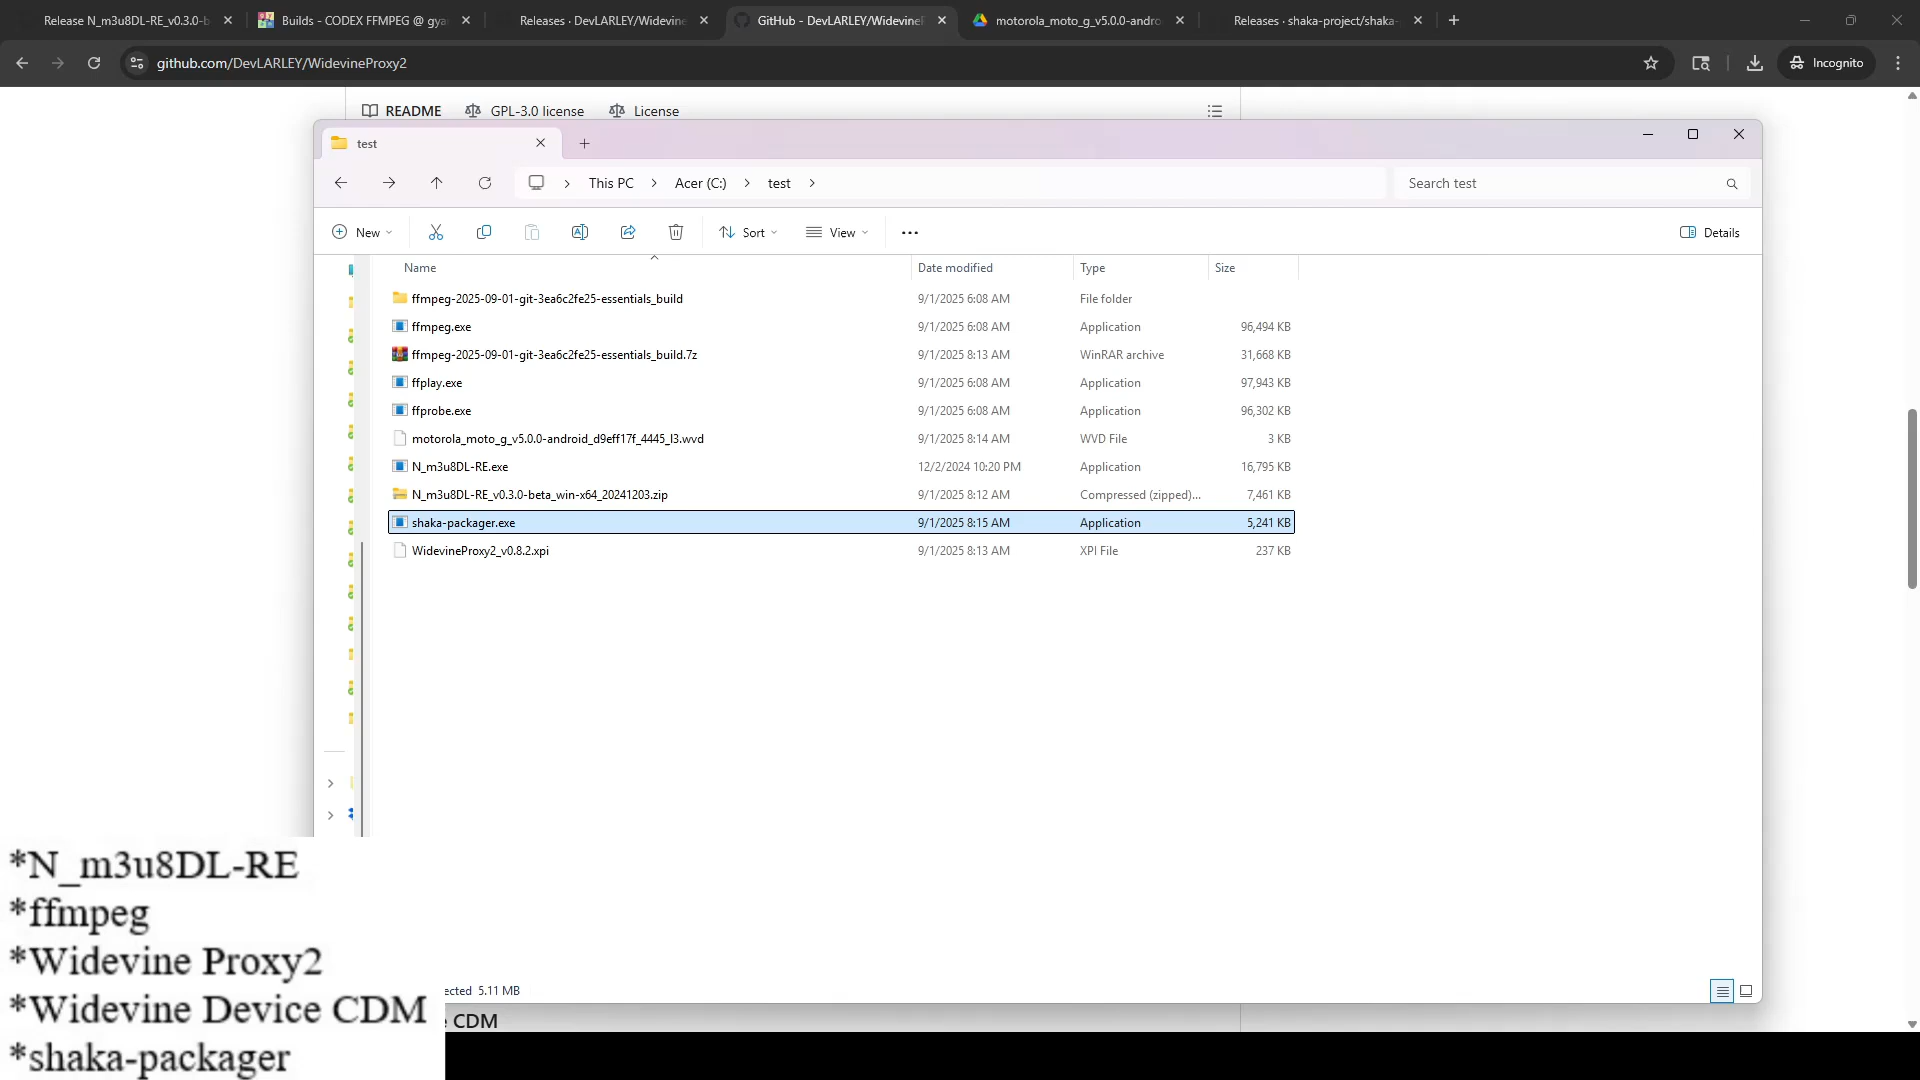 Release N_m3u8DL-RE_v0.3.0-b
Builds - CODEX FFMPEG @ gya
Releases · DevLARLEY/Widevine
GitHub - DevLARLEY/WidevineF
motorola_moto_g_v5.0.0-andro
Releases · shaka-project/shaka-
github.com/DevLARLEY/WidevineProxy2
Incognito
README
GPL-3.0 license
License
test
This PC
Acer (C:)
test
Search test
New
Sort
View
Details
Name Date modified Type Size
ffmpeg-2025-09-01-git-3ea6c2fe25-essentials_build 9/1/2025 6:08 AM File folder
ffmpeg.exe 9/1/2025 6:08 AM Application 96,494 KB
ffmpeg-2025-09-01-git-3ea6c2fe25-essentials_build.7z 9/1/2025 8:13 AM WinRAR archive 31,668 KB
ffplay.exe 9/1/2025 6:08 AM Application 97,943 KB
ffprobe.exe 9/1/2025 6:08 AM Application 96,302 KB
motorola_moto_g_v5.0.0-android_d9eff17f_4445_l3.wvd 9/1/2025 8:14 AM WVD File 3 KB
N_m3u8DL-RE.exe 12/2/2024 10:20 PM Application 16,795 KB
N_m3u8DL-RE_v0.3.0-beta_win-x64_20241203.zip 9/1/2025 8:12 AM Compressed (zipped)... 7,461 KB
shaka-packager.exe 9/1/2025 8:15 AM Application 5,241 KB
WidevineProxy2_v0.8.2.xpi 9/1/2025 8:13 AM XPI File 237 KB
ected 5.11 MB
CDM
*N_m3u8DL-RE
*ffmpeg
*Widevine Proxy2
*Widevine Device CDM
*shaka-packager